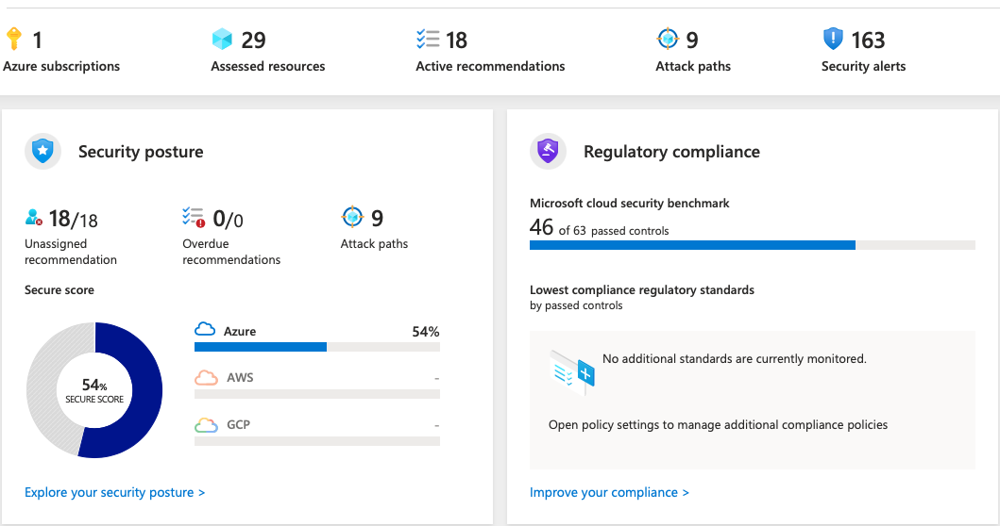 1 29 18 9 163
Azure subscriptions Assessed resources Active recommendations Attack paths Security alerts
Security posture
18/18 0/0 9
Unassigned recommendation Overdue recommendations Attack paths
Secure score
54%
SECURE SCORE
Azure 54%
AWS -
GCP -
Explore your security posture >
Regulatory compliance
Microsoft cloud security benchmark
46 of 63 passed controls
Lowest compliance regulatory standards
by passed controls
No additional standards are currently monitored.
Open policy settings to manage additional compliance policies
Improve your compliance >